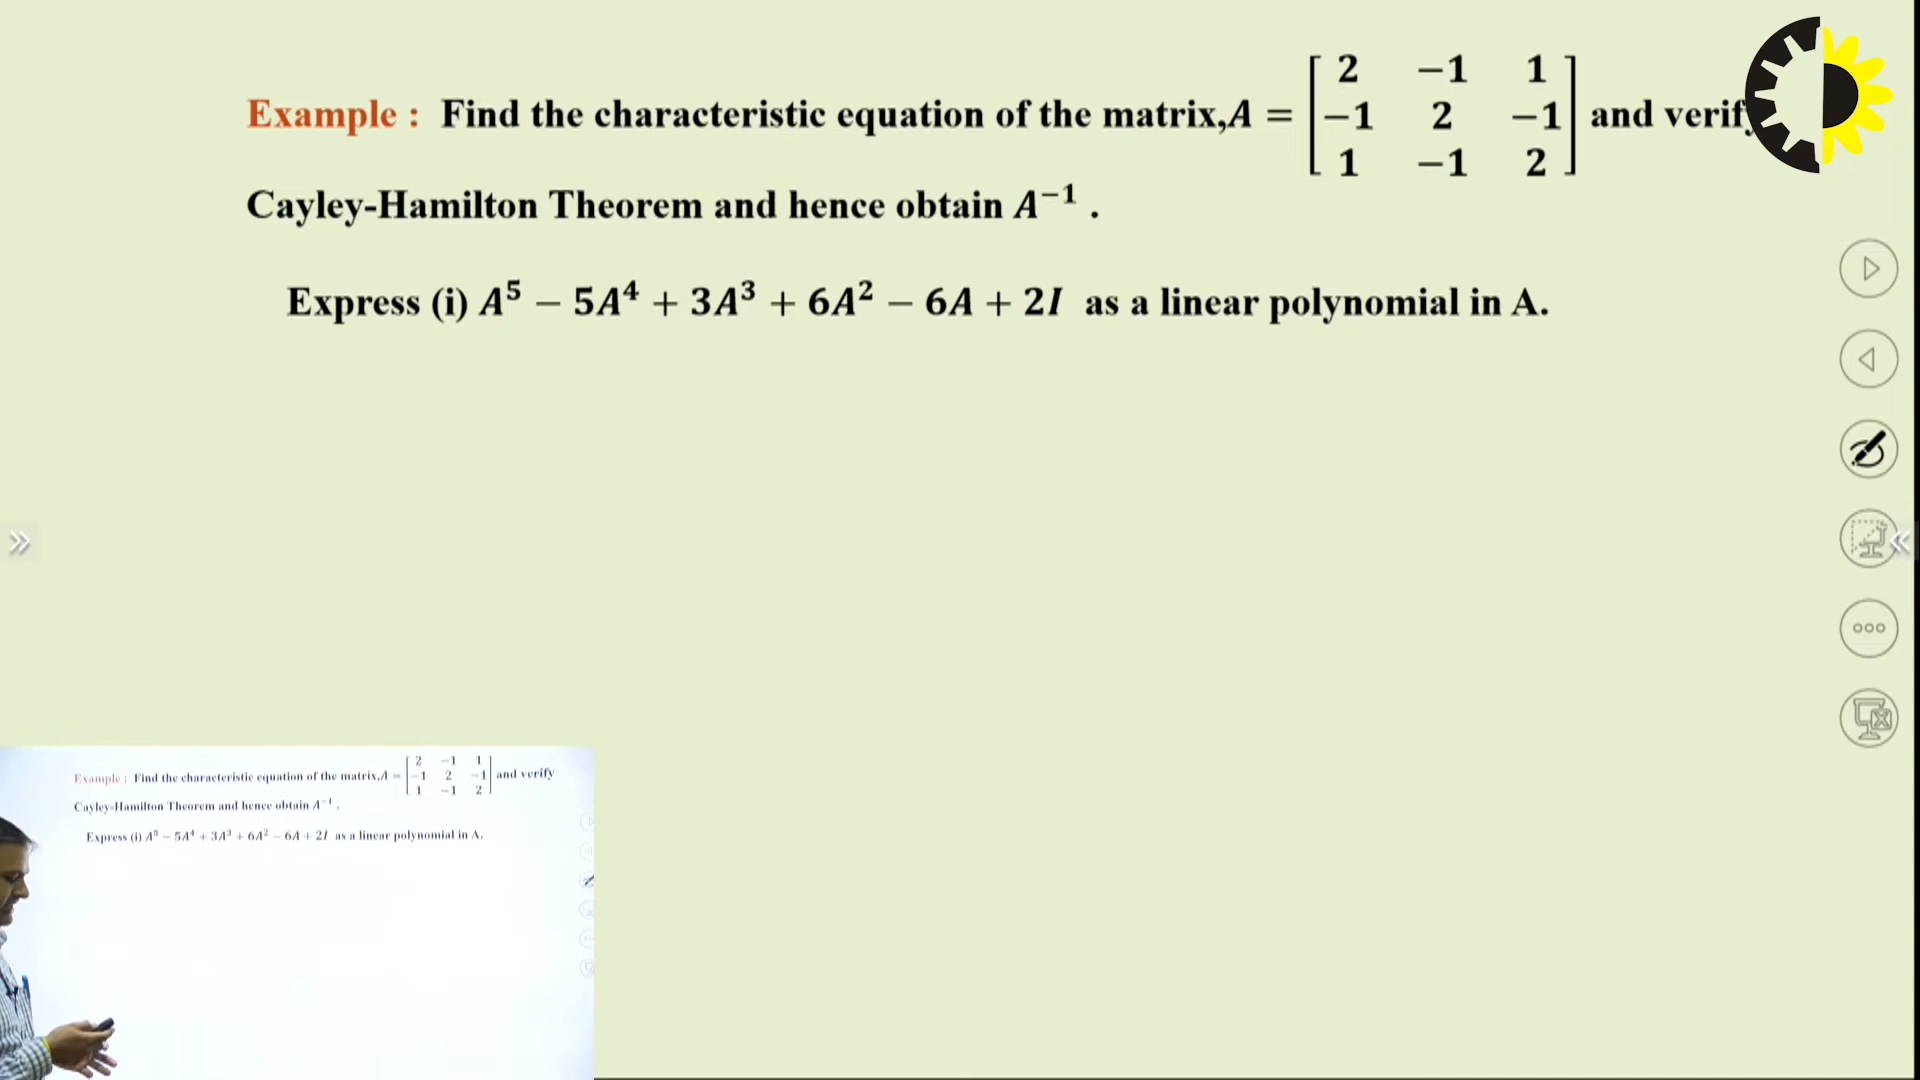 Example : Find the characteristic equation of the matrix,A = [2 −1 1; −1 2 −1; 1 −1 2] and verify
Cayley-Hamilton Theorem and hence obtain A⁻¹ .
Express (i) A⁵ − 5A⁴ + 3A³ + 6A² − 6A + 2I as a linear polynomial in A.
Example : Find the characteristic equation of the matrix,A = [2 −1 1; −1 2 −1; 1 −1 2] and verify
Cayley-Hamilton Theorem and hence obtain A⁻¹ .
Express (i) A⁵ − 5A⁴ + 3A³ + 6A² − 6A + 2I as a linear polynomial in A.